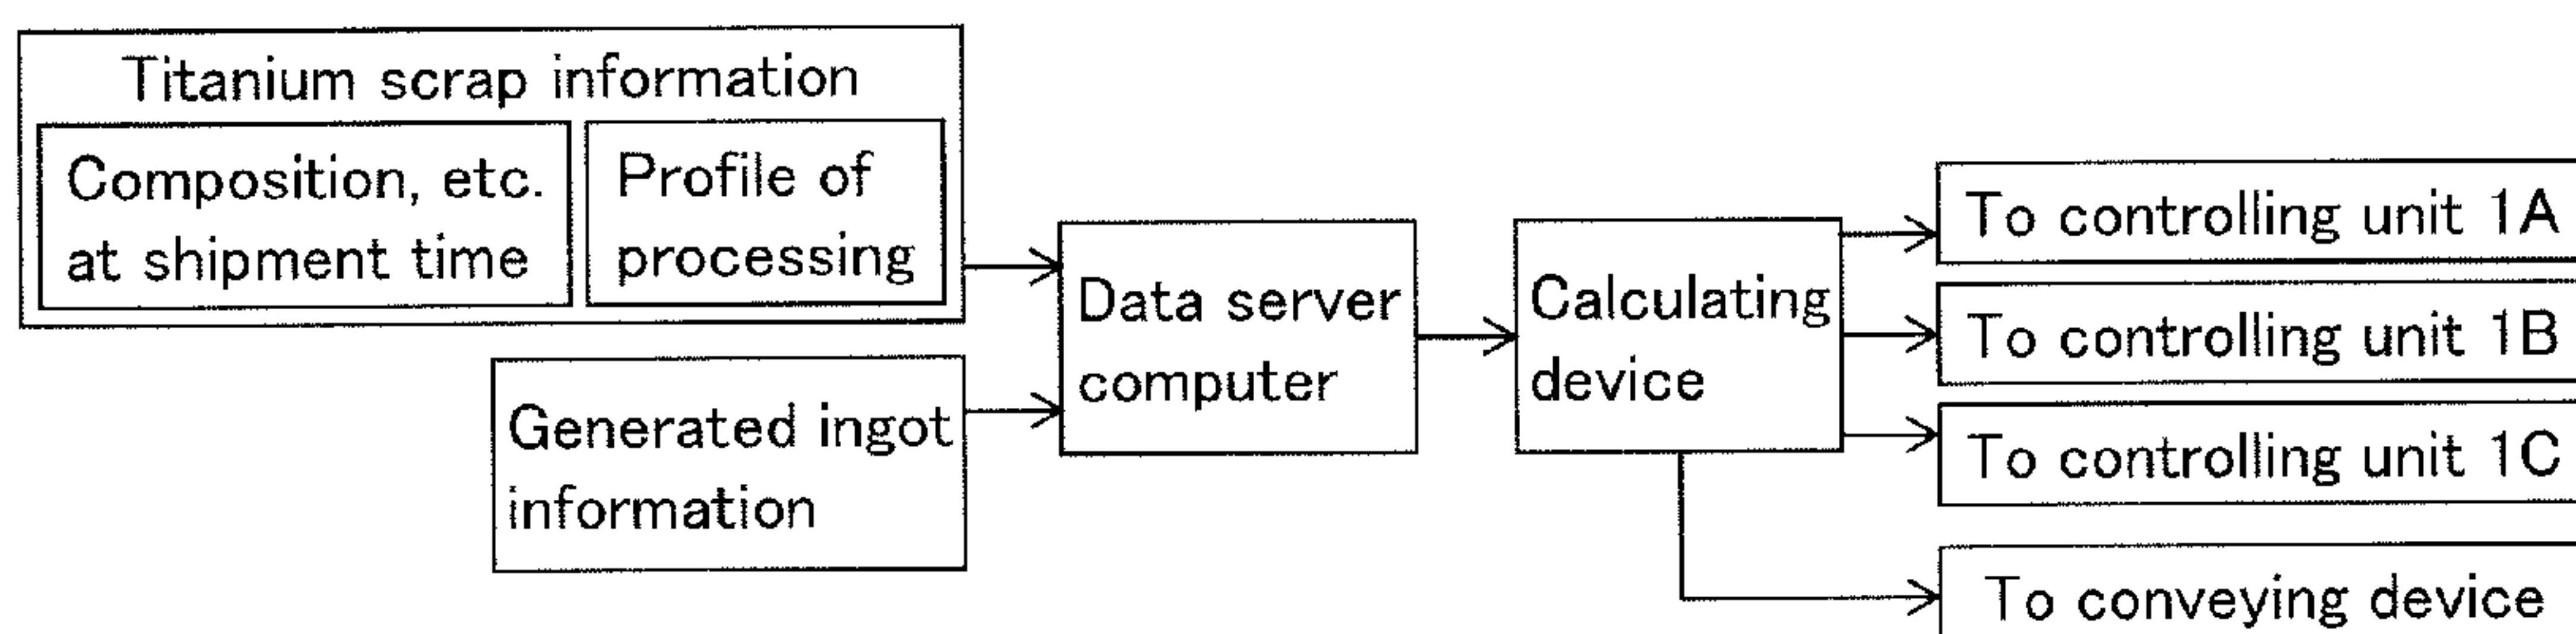 Titanium scrap information
Composition, etc.
at shipment time
Profile of
processing
Generated ingot
information
Data server
computer
Calculating
device
To controlling unit 1A
To controlling unit 1B
To controlling unit 1C
To conveying device